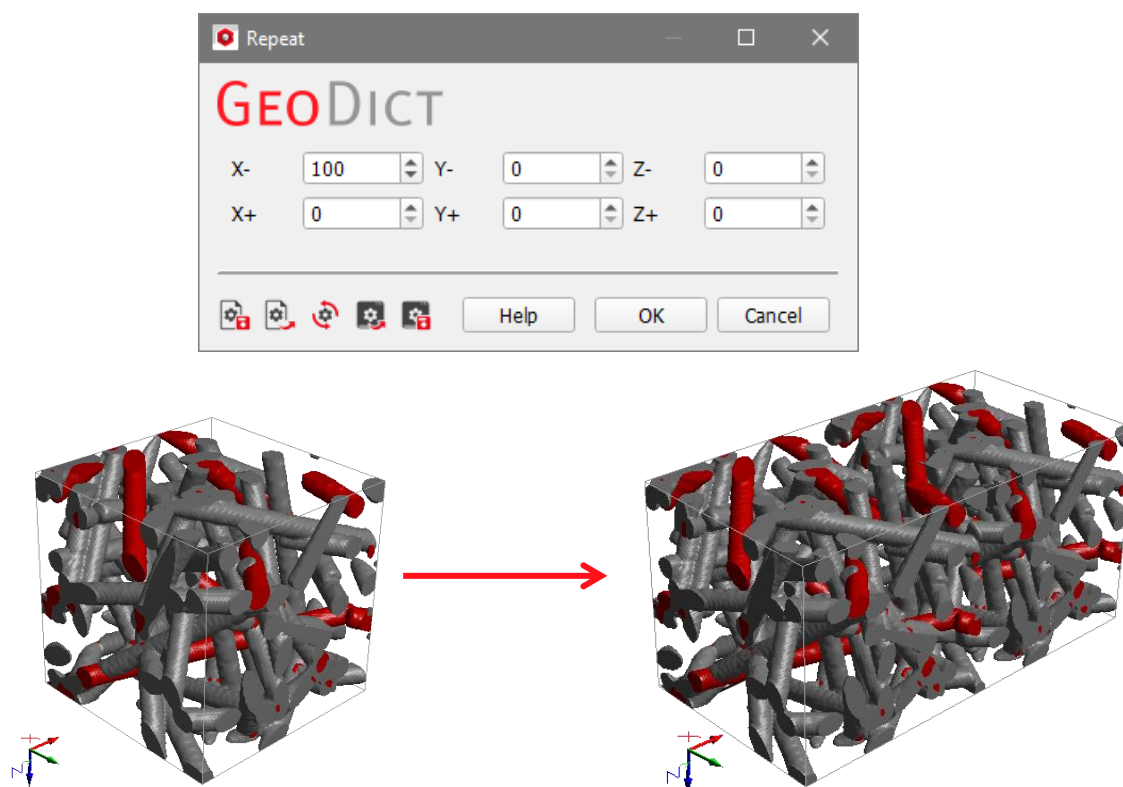 Repeat
GEODICT
X- 100 Y- 0 Z- 0
X+ 0 Y+ 0 Z+ 0
Help OK Cancel